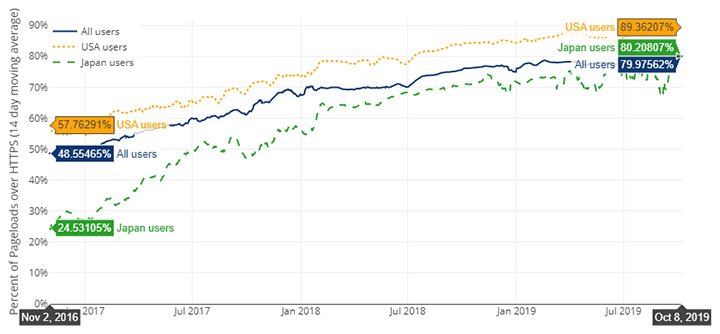 Percent of Pageloads over HTTPS (14 day moving average)
90%
80%
70%
60%
50%
40%
30%
20%
10%
0%
All users
USA users
Japan users
USA users 89.36207%
Japan users 80.20807%
All users 79.97562%
57.76291% USA users
48.55465% All users
24.53105% Japan users
Nov 2, 2016
2017
Jul 2017
Jan 2018
Jul 2018
Jan 2019
Jul 2019
Oct 8, 2019